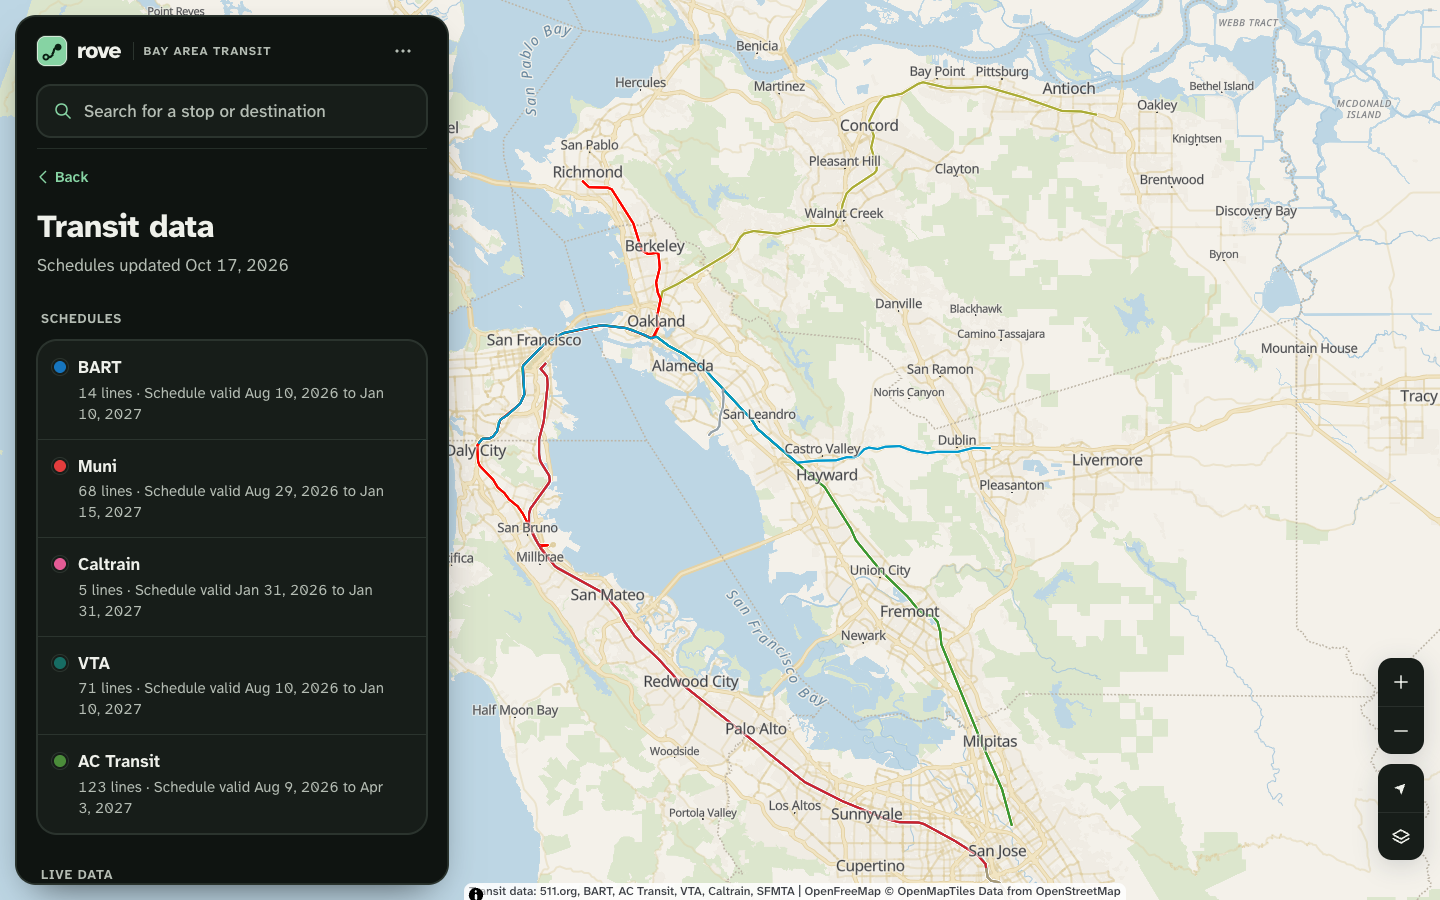 rove
BAY AREA TRANSIT
Search for a stop or destination
Back
Transit data
Schedules updated Oct 17, 2026
SCHEDULES
BART
14 lines · Schedule valid Aug 10, 2026 to Jan
10, 2027
Muni
68 lines · Schedule valid Aug 29, 2026 to Jan
15, 2027
Caltrain
5 lines · Schedule valid Jan 31, 2026 to Jan
31, 2027
VTA
71 lines · Schedule valid Aug 10, 2026 to Jan
10, 2027
AC Transit
123 lines · Schedule valid Aug 9, 2026 to Apr
3, 2027
LIVE DATA
Point Reyes
San Pablo Bay
Benicia
WEBB TRACT
Hercules
Martinez
Bay Point
Pittsburg
Antioch
Bethel Island
Oakley
MCDONALD
ISLAND
el
Concord
Knightsen
San Pablo
Richmond
Pleasant Hill
Clayton
Brentwood
Walnut Creek
Discovery Bay
Berkeley
Byron
Danville
Blackhawk
Oakland
Camino Tassajara
San Francisco
Mountain House
Alameda
San Ramon
Norris Canyon
Tracy
San Leandro
Daly City
Castro Valley
Dublin
Livermore
Hayward
Pleasanton
San Bruno
Millbrae
ifica
Union City
San Mateo
Fremont
San Francisco Bay
Newark
Redwood City
Half Moon Bay
Palo Alto
Milpitas
Woodside
Los Altos
Portola Valley
Sunnyvale
San Jose
Cupertino
nsit data: 511.org, BART, AC Transit, VTA, Caltrain, SFMTA | OpenFreeMap © OpenMapTiles Data from OpenStreetMap